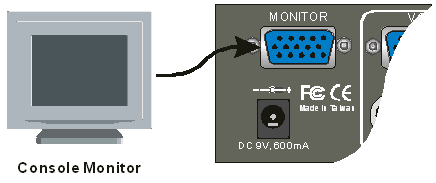 MONITOR
V
FC CE
Made In Taiwan
DC 9V, 600mA
Console Monitor